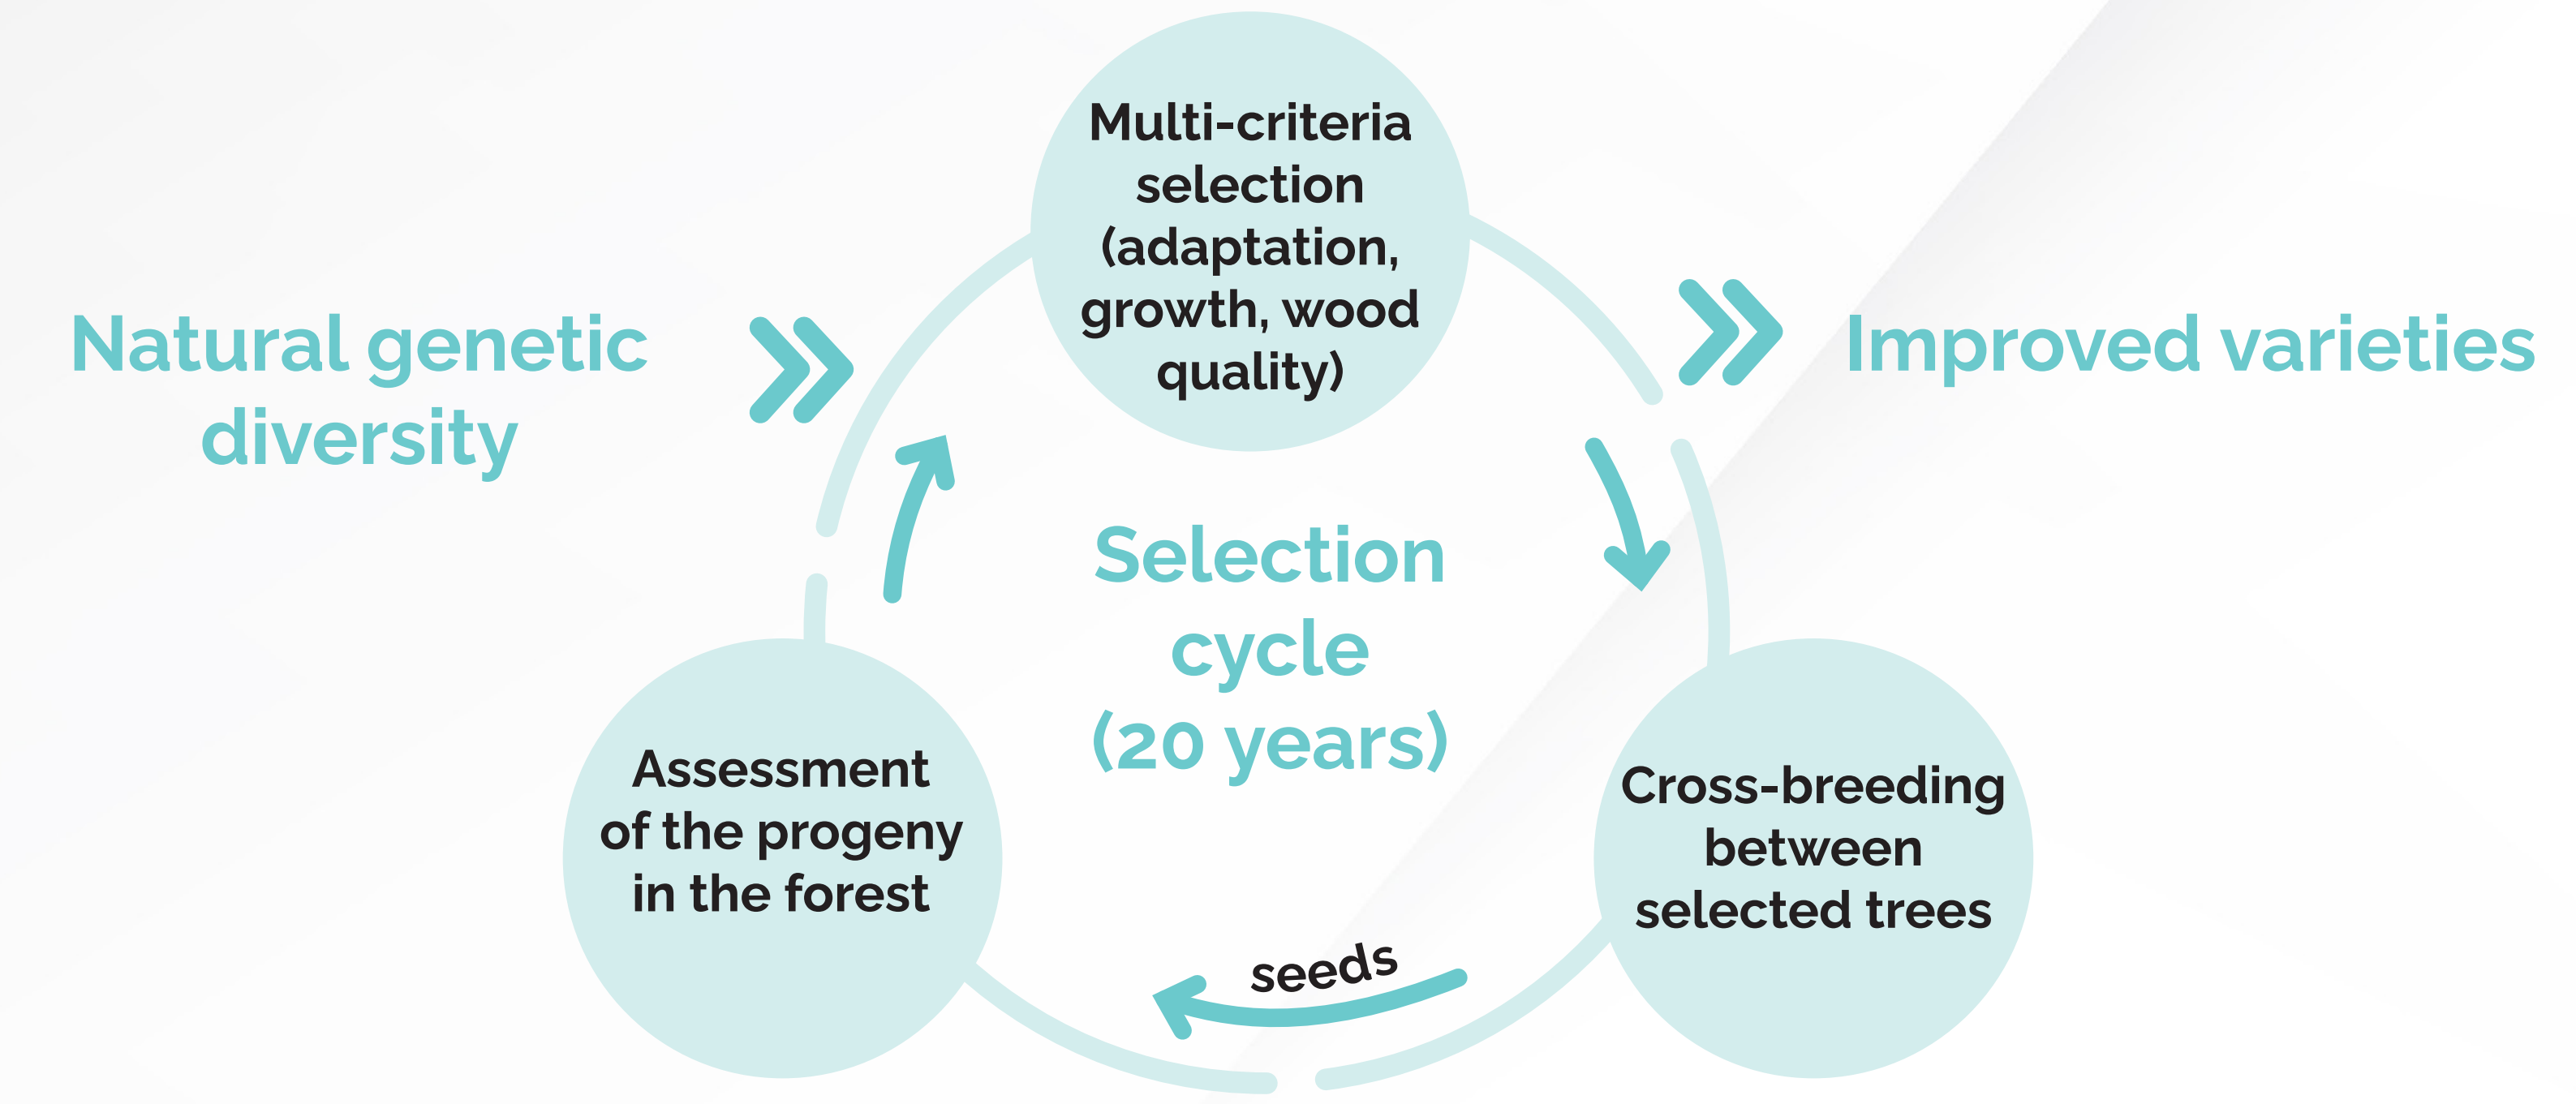 Natural genetic
diversity
Multi-criteria
selection
(adaptation,
growth, wood
quality)
Improved varieties
Selection
cycle
(20 years)
Assessment
of the progeny
in the forest
Cross-breeding
between
selected trees
seeds